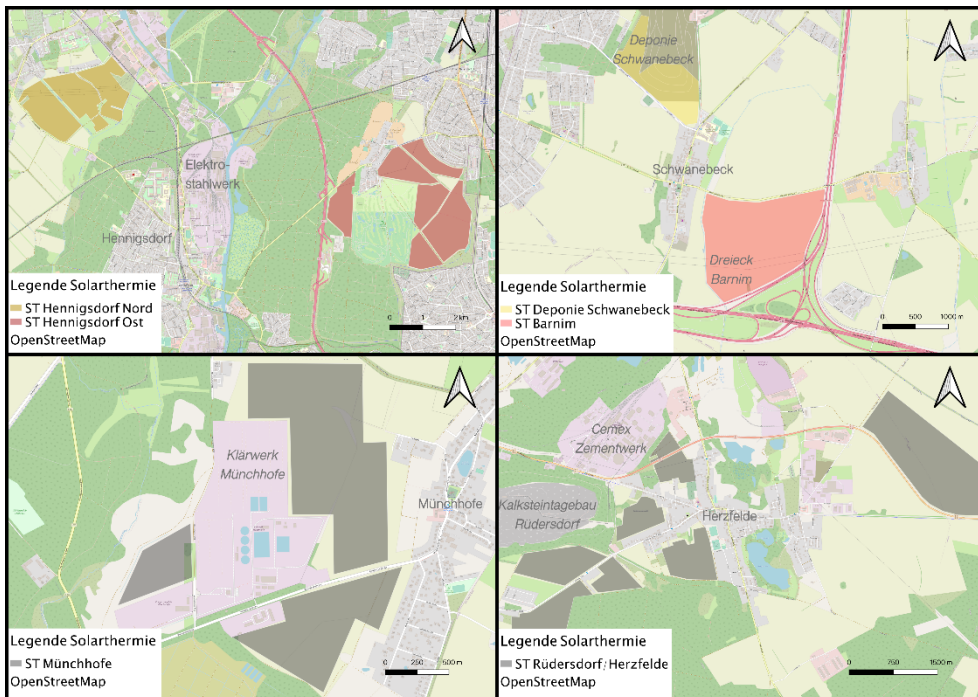 Elektro-
stahlwerk
Hennigsdorf
Legende Solarthermie
ST Hennigsdorf Nord
ST Hennigsdorf Ost
OpenStreetMap
0 1 2 km
Deponie
Schwanebeck
Schwanebeck
Dreieck
Barnim
Legende Solarthermie
ST Deponie Schwanebeck
ST Barnim
OpenStreetMap
0 500 1000 m
Klärwerk
Münchhofe
Münchhofe
Legende Solarthermie
ST Münchhofe
OpenStreetMap
0 250 500 m
Cemex
Zementwerk
Kalksteintagebau
Rüdersdorf
Herzfelde
Legende Solarthermie
ST Rüdersdorf/Herzfelde
OpenStreetMap
0 750 1500 m